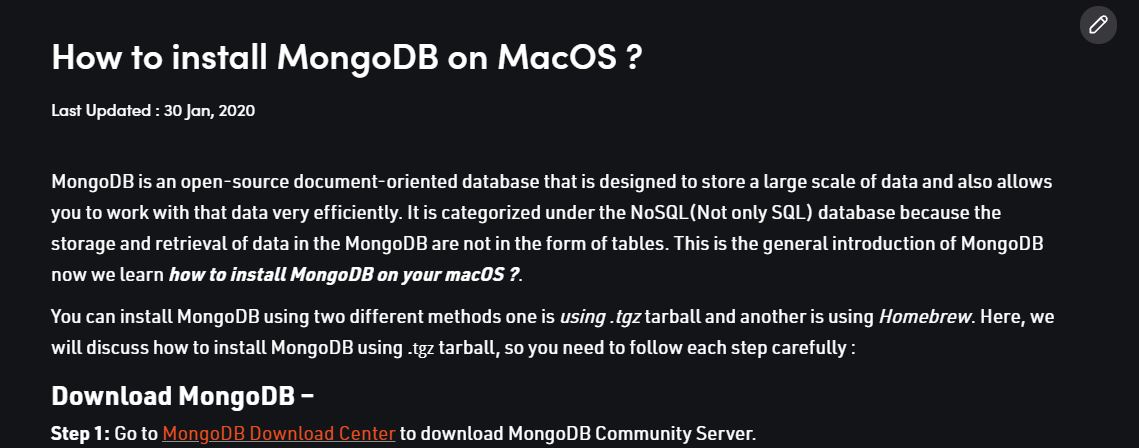 How to install MongoDB on MacOS ?
Last Updated : 30 Jan, 2020
MongoDB is an open-source document-oriented database that is designed to store a large scale of data and also allows
you to work with that data very efficiently. It is categorized under the NoSQL(Not only SQL) database because the
storage and retrieval of data in the MongoDB are not in the form of tables. This is the general introduction of MongoDB
now we learn how to install MongoDB on your macOS ?.
You can install MongoDB using two different methods one is using .tgz tarball and another is using Homebrew. Here, we
will discuss how to install MongoDB using .tgz tarball, so you need to follow each step carefully :
Download MongoDB –
Step 1: Go to MongoDB Download Center to download MongoDB Community Server.